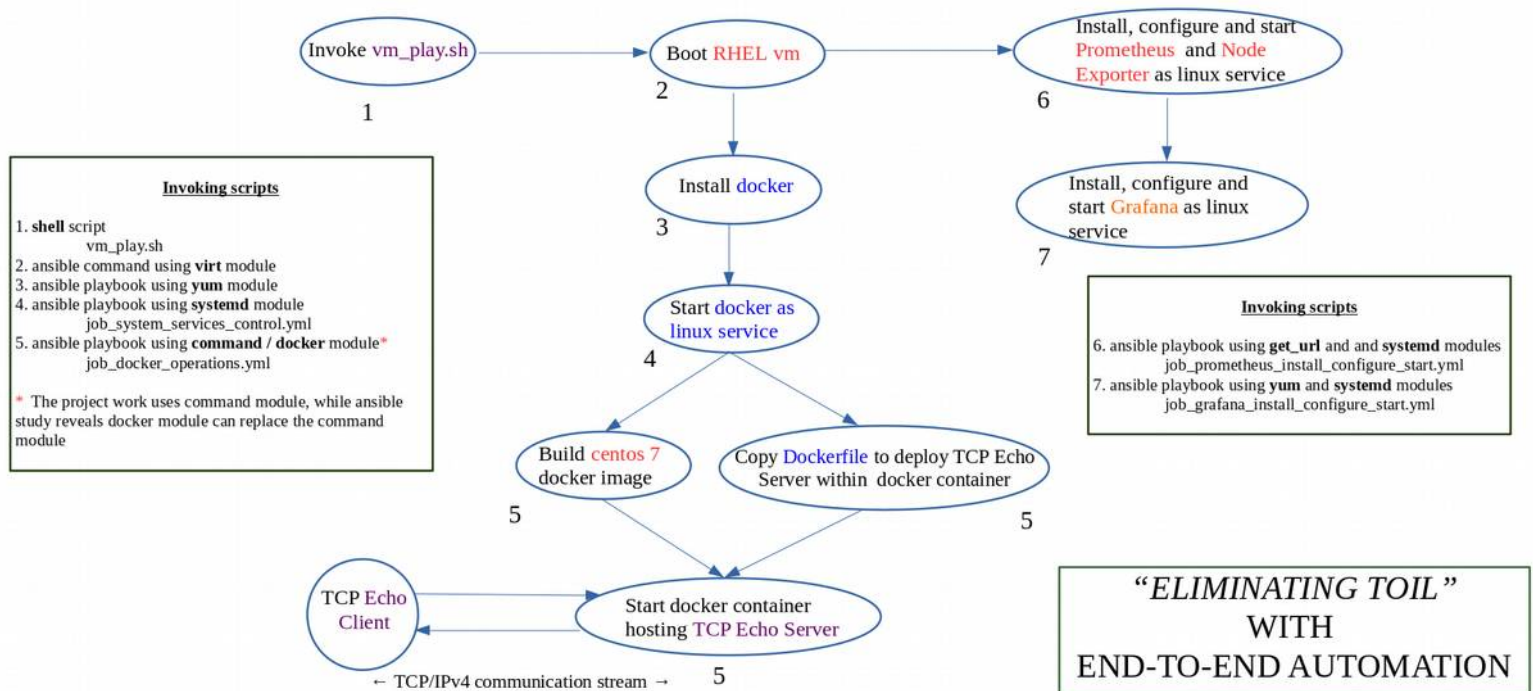 Invoke vm_play.sh
1
Boot RHEL vm
2
Install, configure and start
Prometheus and Node
Exporter as linux service
6
Install docker
3
Install, configure and
start Grafana as linux
service
7
Invoking scripts
1. shell script
vm_play.sh
2. ansible command using virt module
3. ansible playbook using yum module
4. ansible playbook using systemd module
job_system_services_control.yml
5. ansible playbook using command / docker module*
job_docker_operations.yml
* The project work uses command module, while ansible
study reveals docker module can replace the command
module
Start docker as
linux service
4
Invoking scripts
6. ansible playbook using get_url and and systemd modules
job_prometheus_install_configure_start.yml
7. ansible playbook using yum and systemd modules
job_grafana_install_configure_start.yml
Build centos 7
docker image
5
Copy Dockerfile to deploy TCP Echo
Server within docker container
5
TCP Echo
Client
Start docker container
hosting TCP Echo Server
5
← TCP/IPv4 communication stream →
“ELIMINATING TOIL”
WITH
END-TO-END AUTOMATION